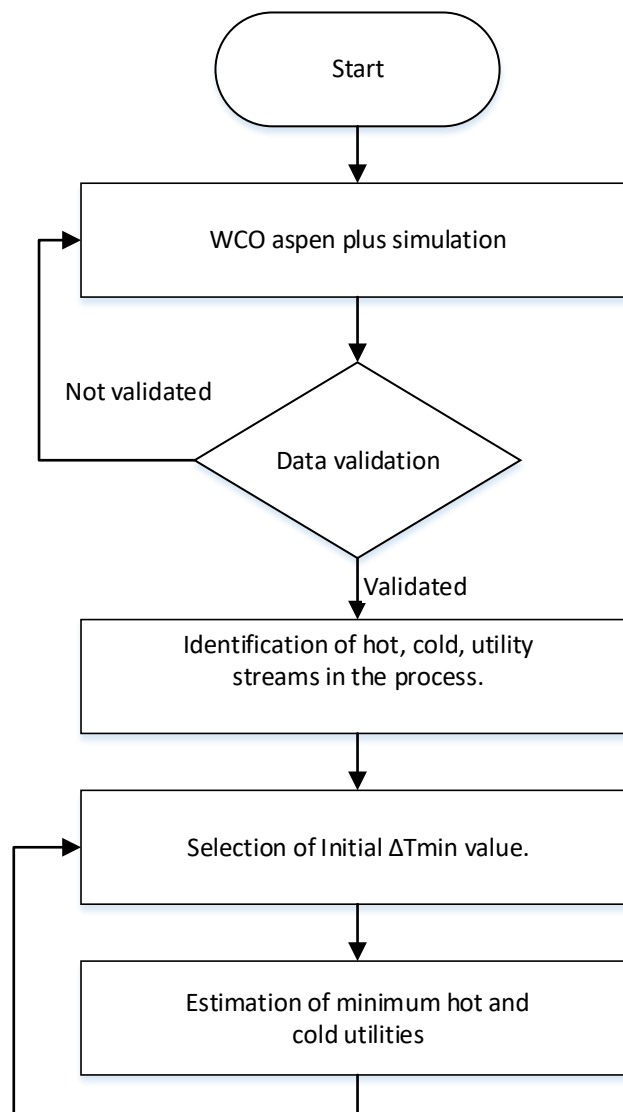 Start
WCO aspen plus simulation
Not validated
Data validation
Validated
Identification of hot, cold, utility
streams in the process.
Selection of Initial ΔTmin value.
Estimation of minimum hot and
cold utilities